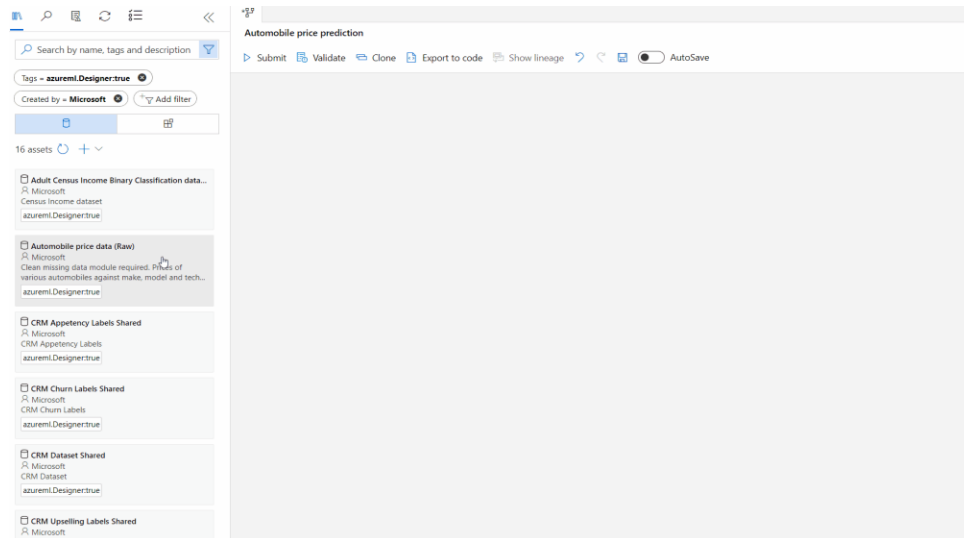 Search by name, tags and description
Tags = azureml.Designer:true
Created by = Microsoft
Add filter
16 assets
Adult Census Income Binary Classification data...
Microsoft
Census Income dataset
azureml.Designer:true
Automobile price data (Raw)
Microsoft
Clean missing data module required. Prices of
various automobiles against make, model and tech...
azureml.Designer:true
CRM Appetency Labels Shared
Microsoft
CRM Appetency Labels
azureml.Designer:true
CRM Churn Labels Shared
Microsoft
CRM Churn Labels
azureml.Designer:true
CRM Dataset Shared
Microsoft
CRM Dataset
azureml.Designer:true
CRM Upselling Labels Shared
Microsoft
Automobile price prediction
Submit Validate Clone Export to code Show lineage AutoSave